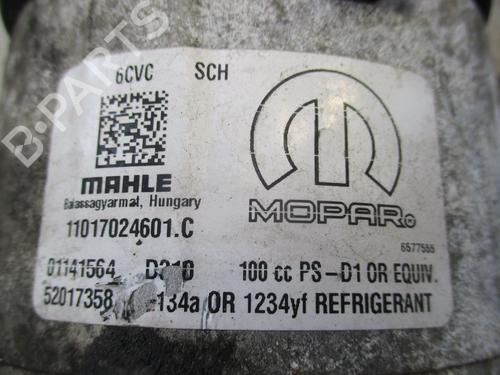 6CVC SCH
MAHLE
Balassagyarmat, Hungary
MOPAR®
11017024601.C
6577555
01141564 D310 100 cc PS-D1 OR EQUIV.
52017358 -134a OR 1234yf REFRIGERANT
B-PARTS